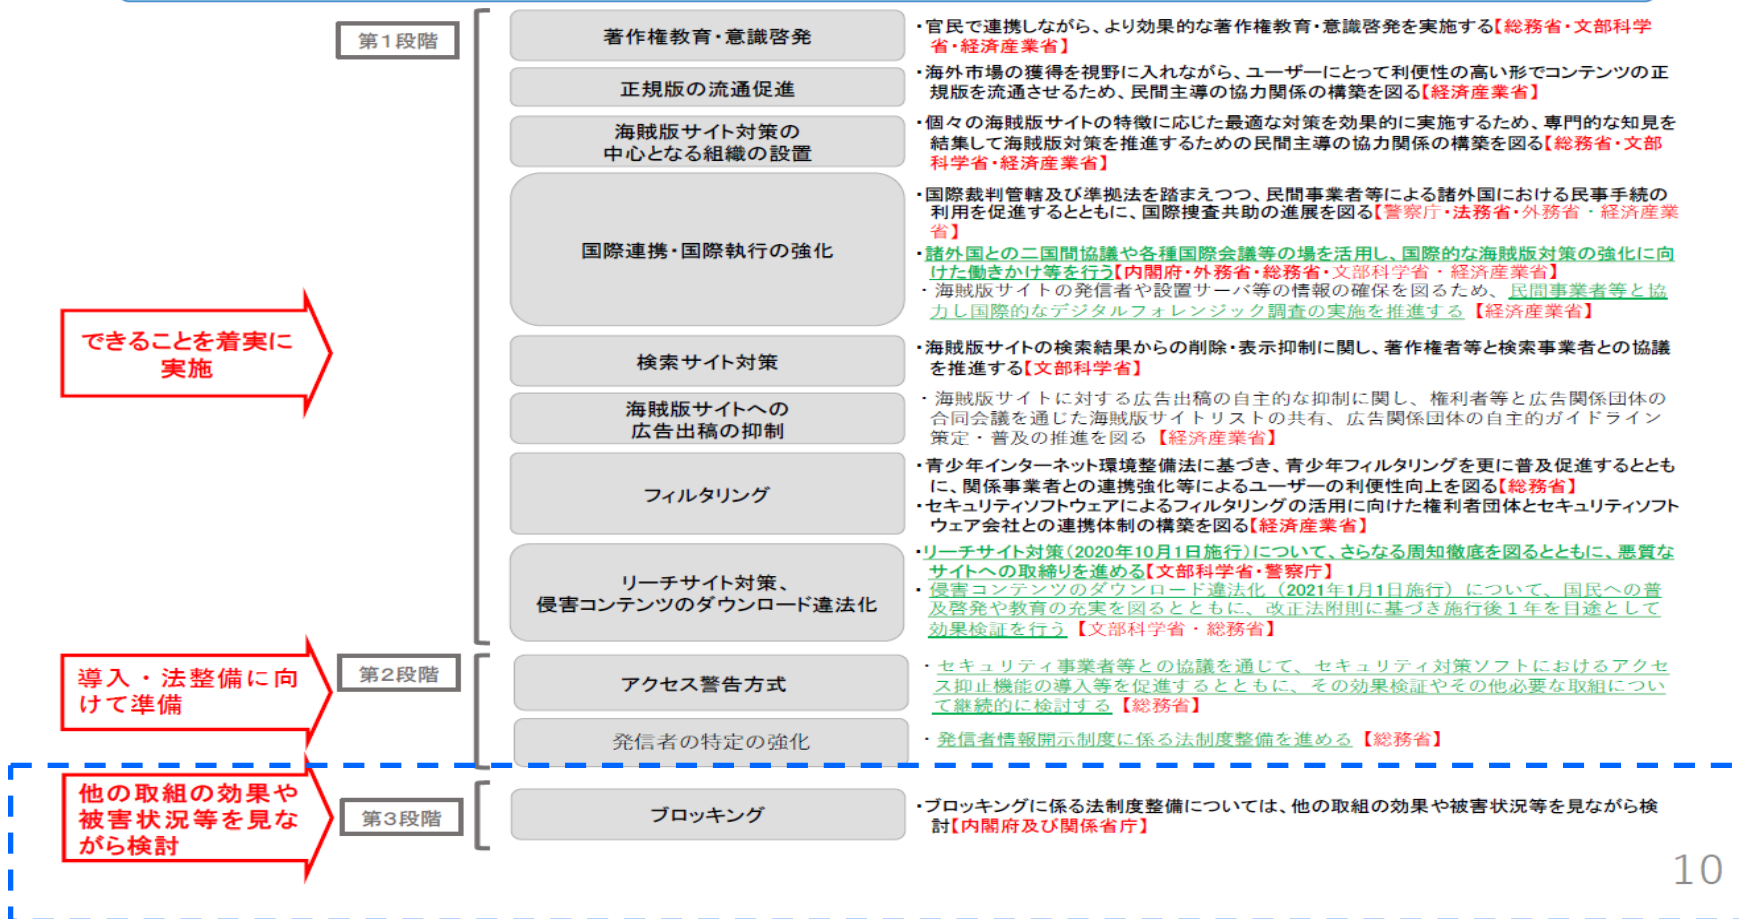 第1段階
著作権教育・意識啓発
・官民で連携しながら、より効果的な著作権教育・意識啓発を実施する【総務省・文部科学
省・経済産業省】
正規版の流通促進
・海外市場の獲得を視野に入れながら、ユーザーにとって利便性の高い形でコンテンツの正
規版を流通させるため、民間主導の協力関係の構築を図る【経済産業省】
海賊版サイト対策の
中心となる組織の設置
・個々の海賊版サイトの特徴に応じた最適な対策を効果的に実施するため、専門的な知見を
結集して海賊版対策を推進するための民間主導の協力関係の構築を図る【総務省・文部
科学省・経済産業省】
国際連携・国際執行の強化
・国際裁判管轄及び準拠法を踏まえつつ、民間事業者等による諸外国における民事手続の
利用を促進するとともに、国際捜査共助の進展を図る【警察庁・法務省・外務省・経済産業
省】
・諸外国との二国間協議や各種国際会議等の場を活用し、国際的な海賊版対策の強化に向
けた働きかけ等を行う【内閣府・外務省・総務省・文部科学省・経済産業省】
・海賊版サイトの発信者や設置サーバ等の情報の確保を図るため、民間事業者等と協
力し国際的なデジタルフォレンジック調査の実施を推進する【経済産業省】
できることを着実に
実施
検索サイト対策
・海賊版サイトの検索結果からの削除・表示抑制に関し、著作権者等と検索事業者との協議
を推進する【文部科学省】
海賊版サイトへの
広告出稿の抑制
・海賊版サイトに対する広告出稿の自主的な抑制に関し、権利者等と広告関係団体の
合同会議を通じた海賊版サイトリストの共有、広告関係団体の自主的ガイドライン
策定・普及の推進を図る【経済産業省】
フィルタリング
・青少年インターネット環境整備法に基づき、青少年フィルタリングを更に普及促進するととも
に、関係事業者との連携強化等によるユーザーの利便性向上を図る【総務省】
・セキュリティソフトウェアによるフィルタリングの活用に向けた権利者団体とセキュリティソフト
ウェア会社との連携体制の構築を図る【経済産業省】
リーチサイト対策、
侵害コンテンツのダウンロード違法化
・リーチサイト対策（2020年10月1日施行）について、さらなる周知徹底を図るとともに、悪質な
サイトへの取締りを進める【文部科学省・警察庁】
・侵害コンテンツのダウンロード違法化（2021年1月1日施行）について、国民への普
及啓発や教育の充実を図るとともに、改正法附則に基づき施行後１年を目途として
効果検証を行う【文部科学省・総務省】
導入・法整備に向
けて準備
第2段階
アクセス警告方式
・セキュリティ事業者等との協議を通じて、セキュリティ対策ソフトにおけるアクセ
ス抑止機能の導入等を促進するとともに、その効果検証やその他必要な取組につい
て継続的に検討する【総務省】
発信者の特定の強化
・発信者情報開示制度に係る法制度整備を進める【総務省】
他の取組の効果や
被害状況等を見な
がら検討
第3段階
ブロッキング
・ブロッキングに係る法制度整備については、他の取組の効果や被害状況等を見ながら検
討【内閣府及び関係省庁】
10